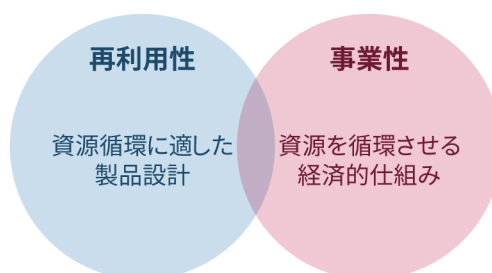 再利用性
資源循環に適した
製品設計
事業性
資源を循環させる
経済的仕組み